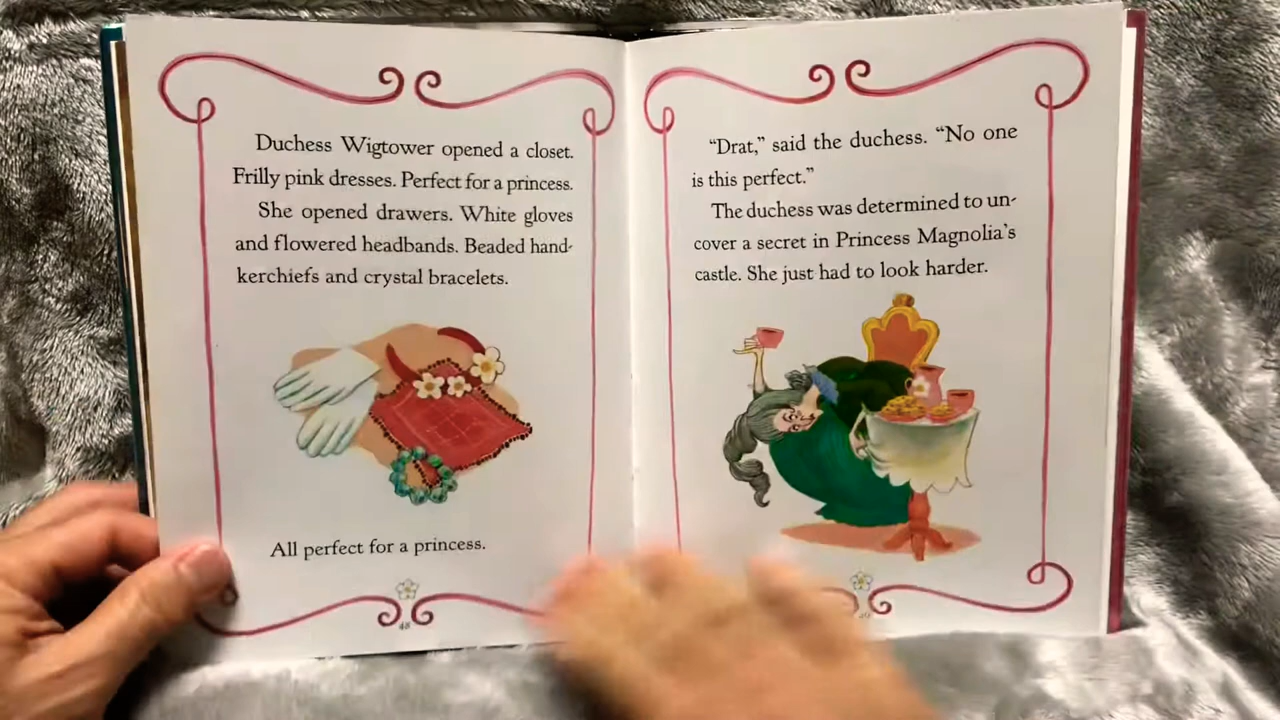 Duchess Wigtower opened a closet.
Frilly pink dresses. Perfect for a princess.
She opened drawers. White gloves
and flowered headbands. Beaded hand-
kerchiefs and crystal bracelets.
All perfect for a princess.
48
“Drat,” said the duchess. “No one
is this perfect.”
The duchess was determined to un-
cover a secret in Princess Magnolia’s
castle. She just had to look harder.